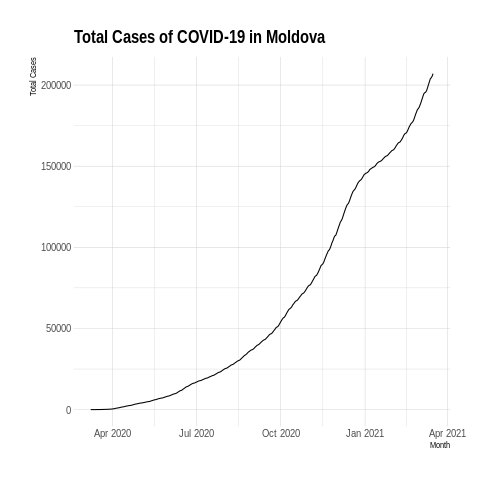 Total Cases of COVID-19 in Moldova
Total Cases
200000
150000
100000
50000
0
Apr 2020 Jul 2020 Oct 2020 Jan 2021 Apr 2021
Month